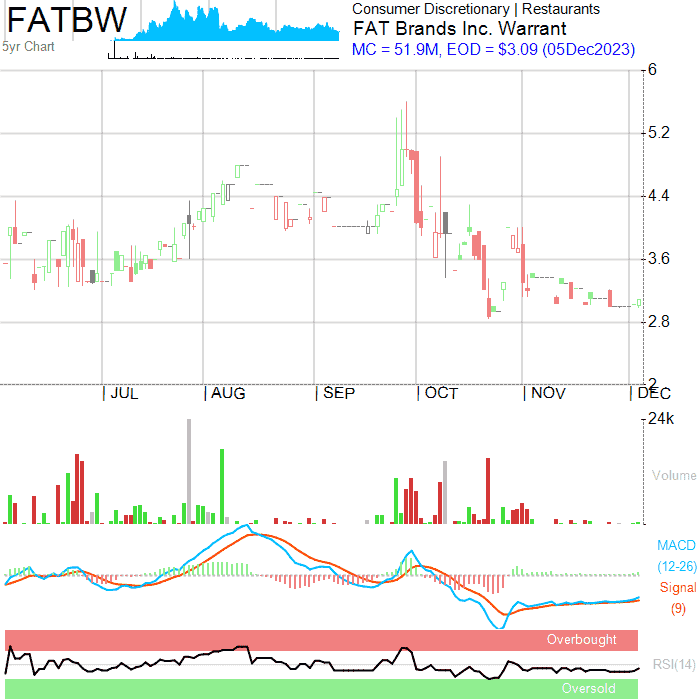 FATBW
5yr Chart
Consumer Discretionary | Restaurants
FAT Brands Inc. Warrant
MC = 51.9M, EOD = $3.09 (05Dec2023)
6
5.2
4.4
3.6
2.8
2
| JUL | AUG | SEP | OCT | NOV | DEC
24k
Volume
MACD
(12-26)
Signal
(9)
Overbought
RSI(14)
Oversold